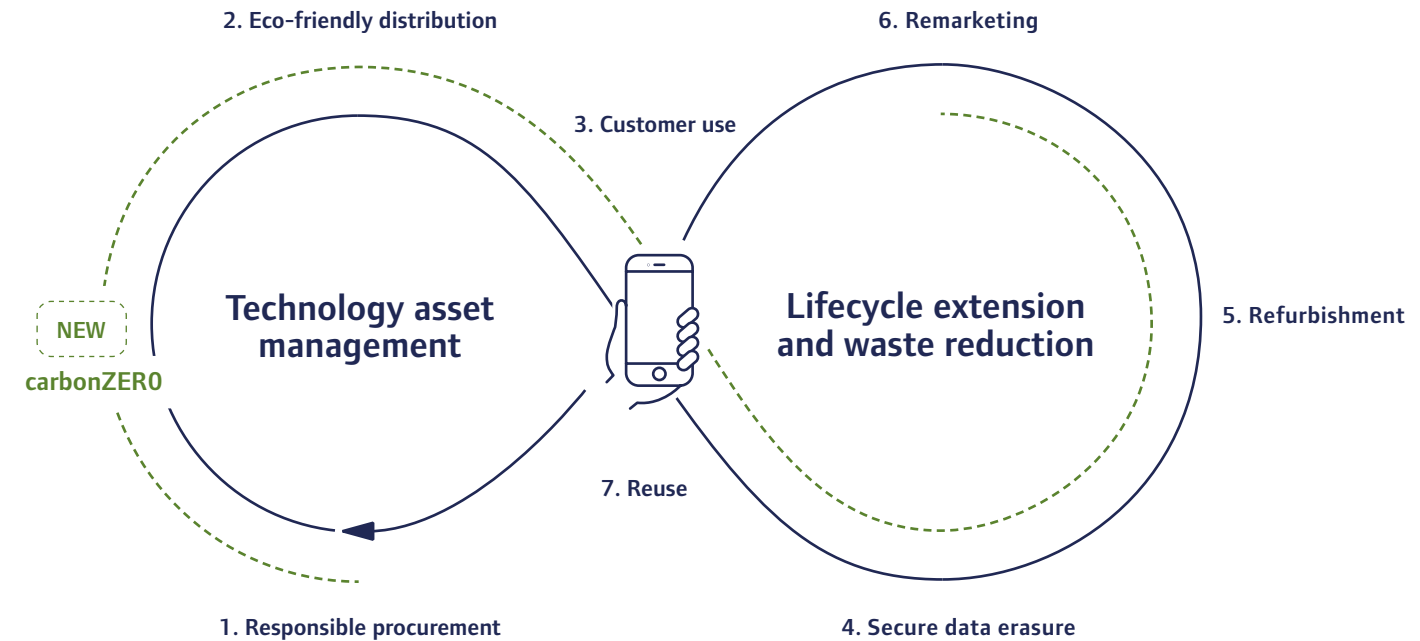 2. Eco-friendly distribution
6. Remarketing
3. Customer use
Technology asset
management
Lifecycle extension
and waste reduction
5. Refurbishment
NEW
carbonZER0
7. Reuse
1. Responsible procurement
4. Secure data erasure